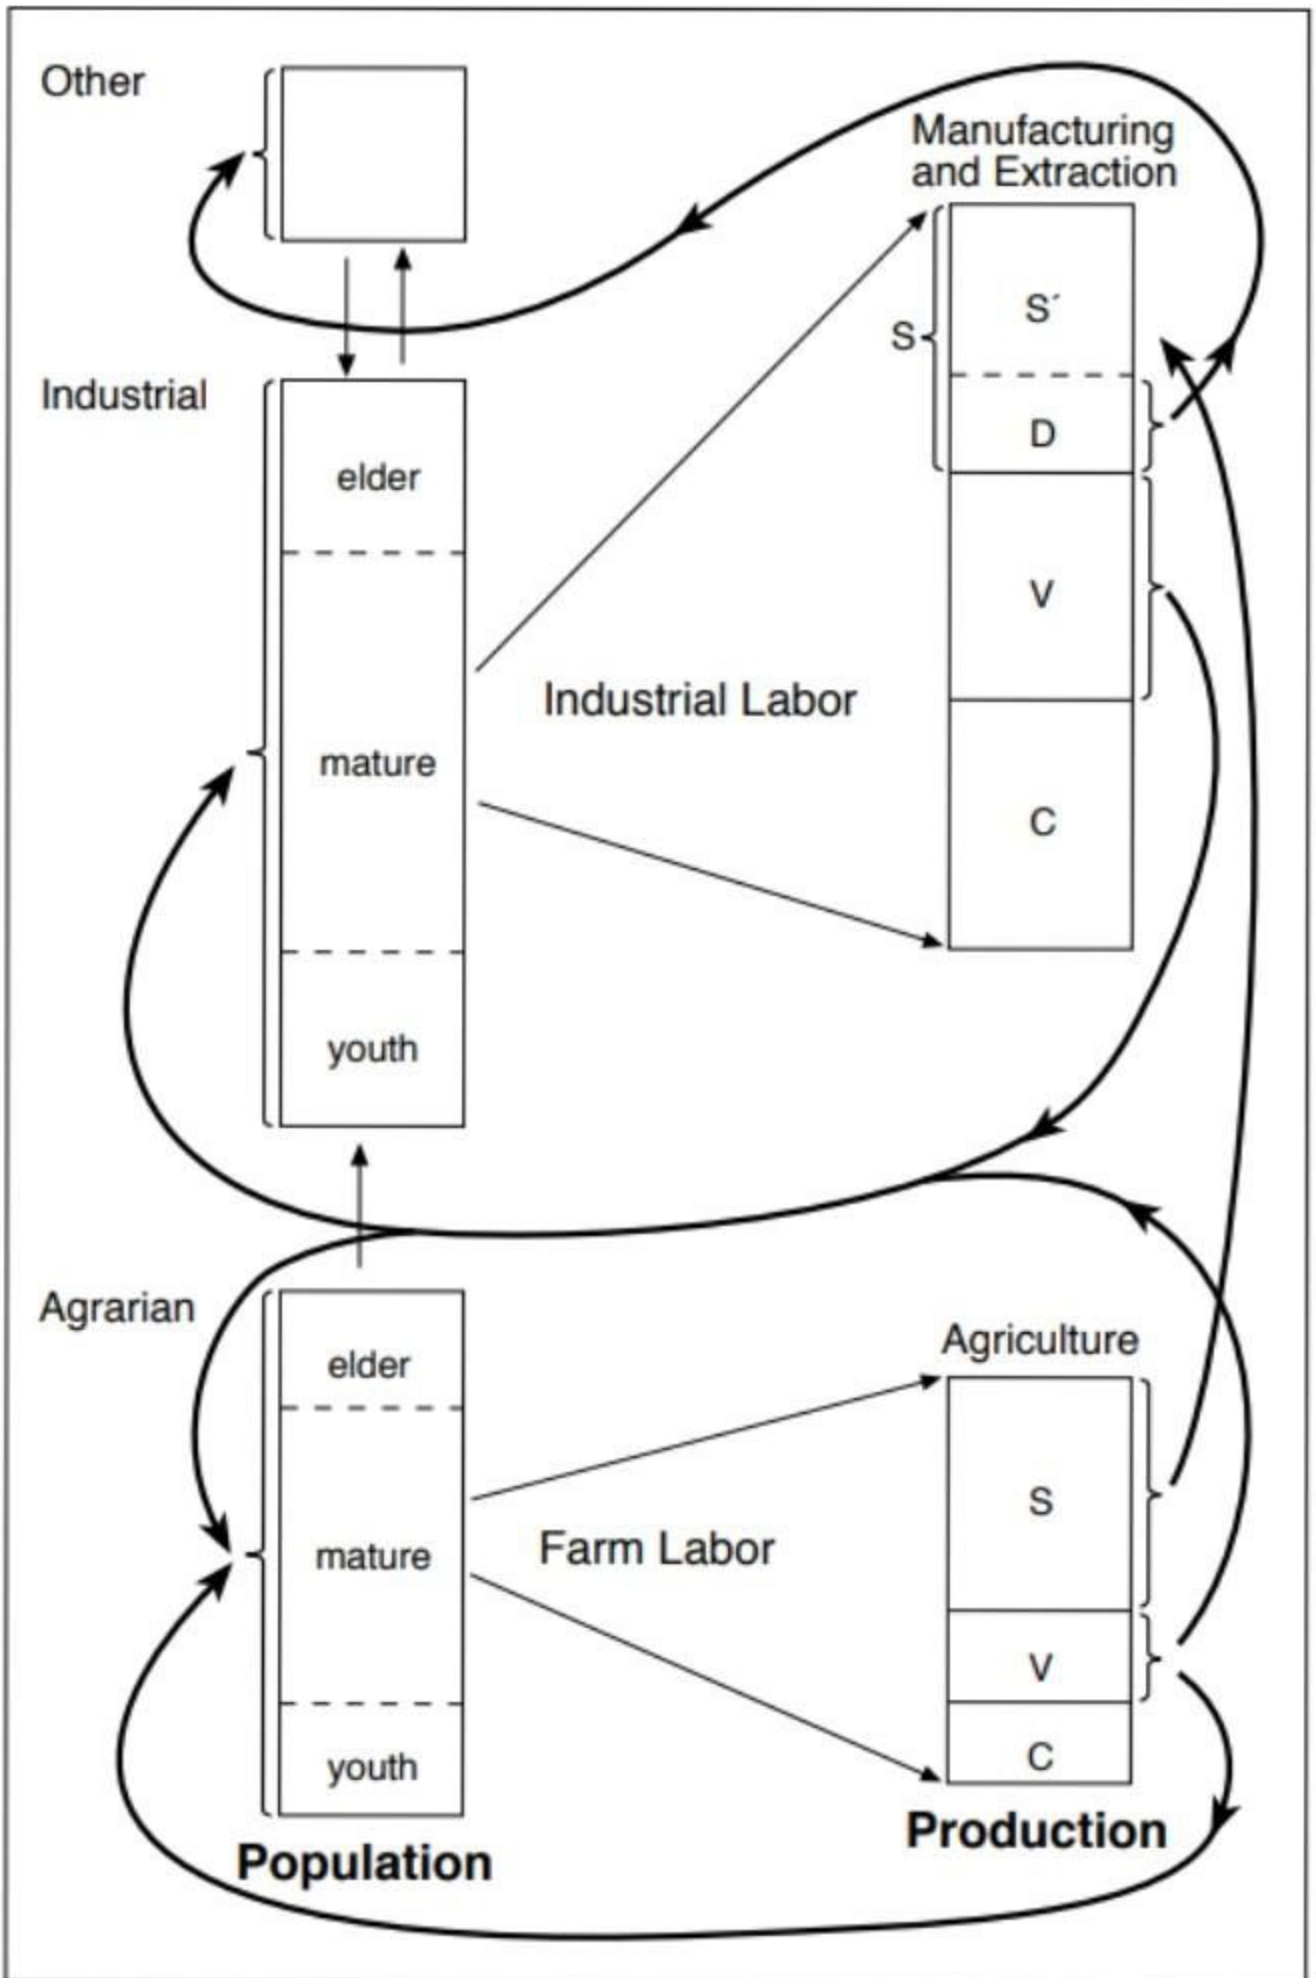 Other
Manufacturing
and Extraction
S´
S
D
Industrial
elder
V
Industrial Labor
mature
C
youth
Agrarian
Agriculture
elder
S
Farm Labor
mature
V
C
youth
Production
Population